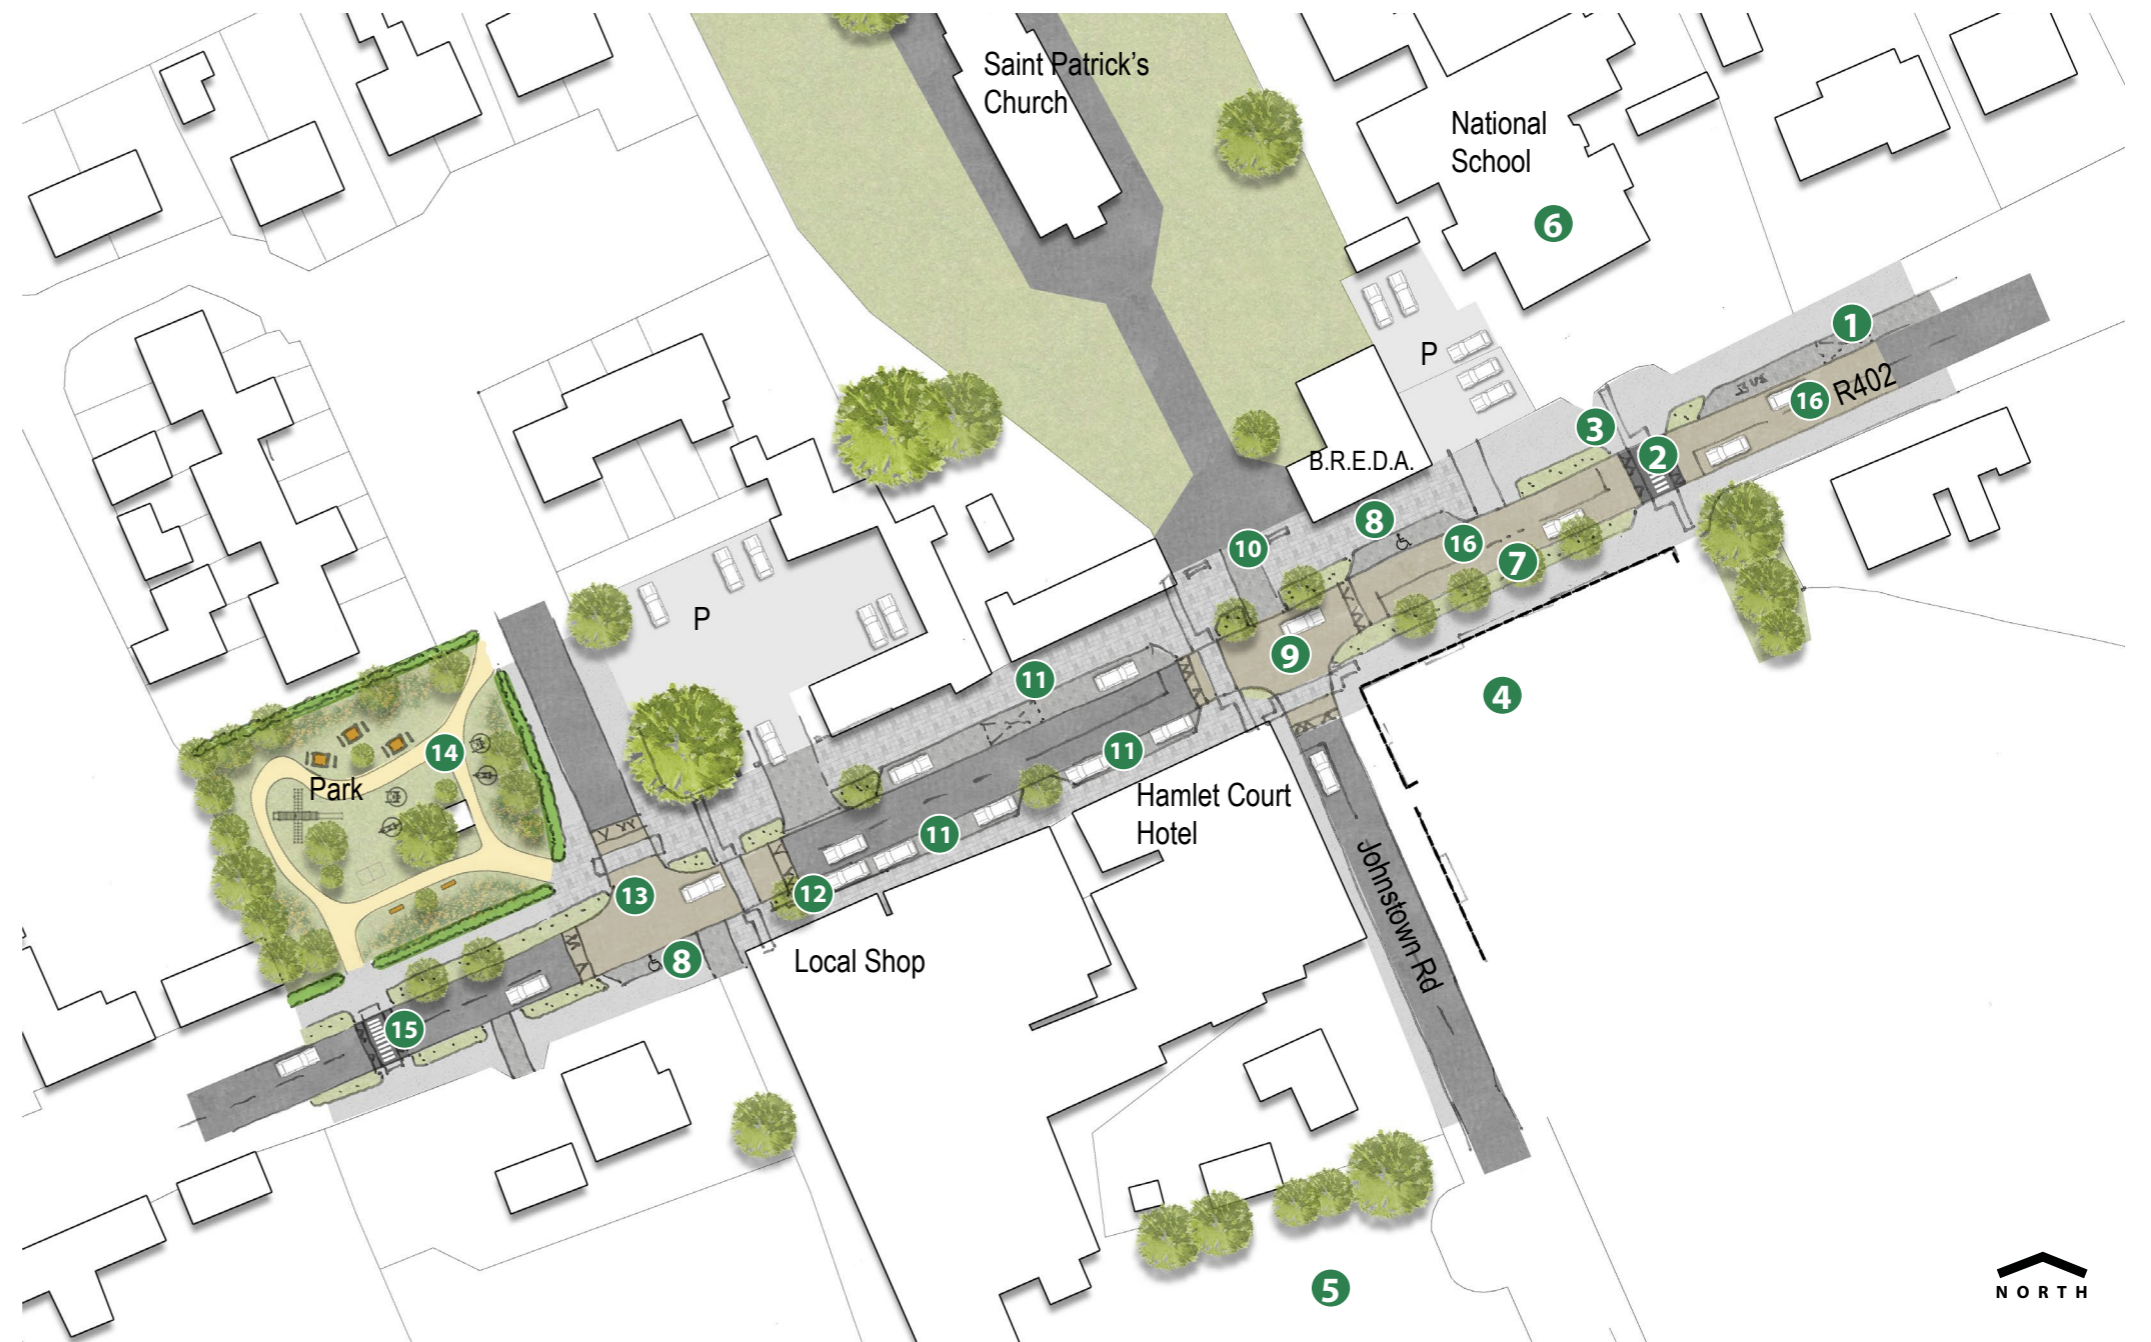 Saint Patrick's
Church
National
School
6
1
P
R402
16
3
2
B.R.E.D.A.
8
BUS
10
16
7
P
9
11
4
14
11
Park
Hamlet Court
Hotel
11
13
12
Johnstown Rd
Local Shop
8
15
5
NORTH